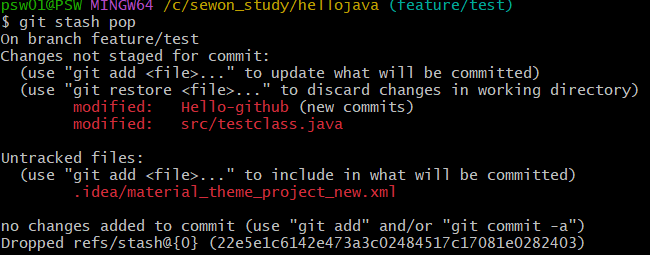 psw01@PSW MINGW64 /c/sewon_study/hellojava (feature/test)
$ git stash pop
On branch feature/test
Changes not staged for commit:
  (use "git add <file>..." to update what will be committed)
  (use "git restore <file>..." to discard changes in working directory)
        modified:   Hello-github (new commits)
        modified:   src/testclass.java

Untracked files:
  (use "git add <file>..." to include in what will be committed)
        .idea/material_theme_project_new.xml

no changes added to commit (use "git add" and/or "git commit -a")
Dropped refs/stash@{0} (22e5e1c6142e473a3c02484517c17081e0282403)